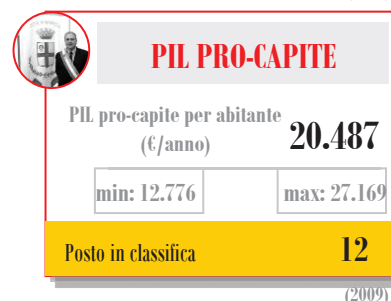 PIL PRO-CAPITE
PIL pro-capite per abitante
(€/anno)
20.487
min: 12.776
max: 27.169
Posto in classifica
12
(2009)